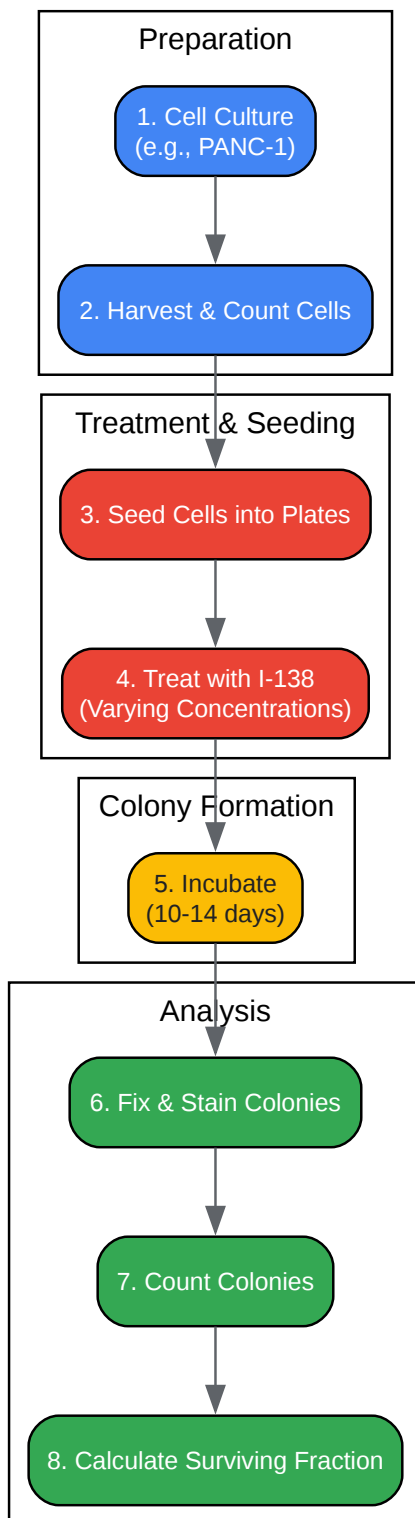 Preparation
1. Cell Culture
(e.g., PANC-1)
2. Harvest & Count Cells
Treatment & Seeding
3. Seed Cells into Plates
4. Treat with I-138
(Varying Concentrations)
Colony Formation
5. Incubate
(10-14 days)
Analysis
6. Fix & Stain Colonies
7. Count Colonies
8. Calculate Surviving Fraction